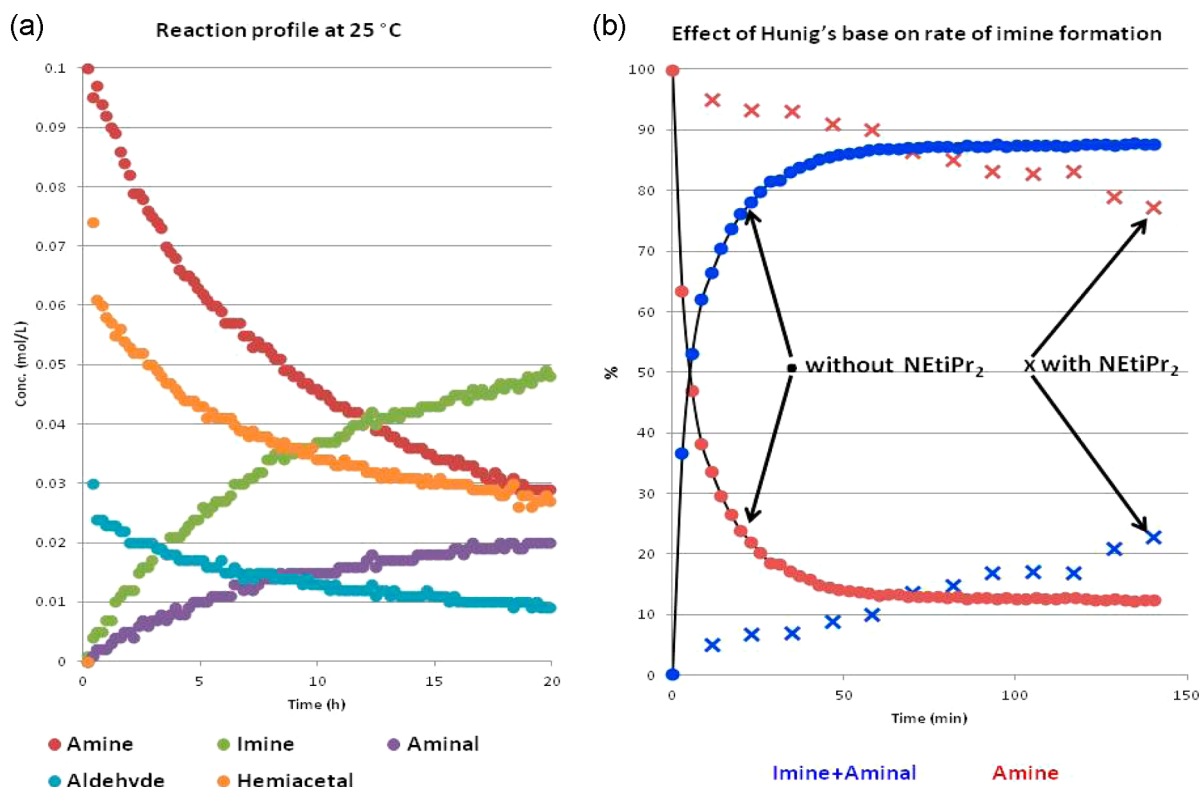 (a)
Reaction profile at 25 °C
0.1
0.09
0.08
0.07
0.06
0.05
0.04
0.03
0.02
0.01
0
Conc. (mol/L)
0 5 10 15 20
Time (h)
Amine Imine Aminal
Aldehyde Hemiacetal
(b)
Effect of Hunig's base on rate of imine formation
100
90
80
70
60
50
40
30
20
10
0
%
without NEtiPr₂ x with NEtiPr₂
0 50 100 150
Time (min)
Imine+Aminal Amine